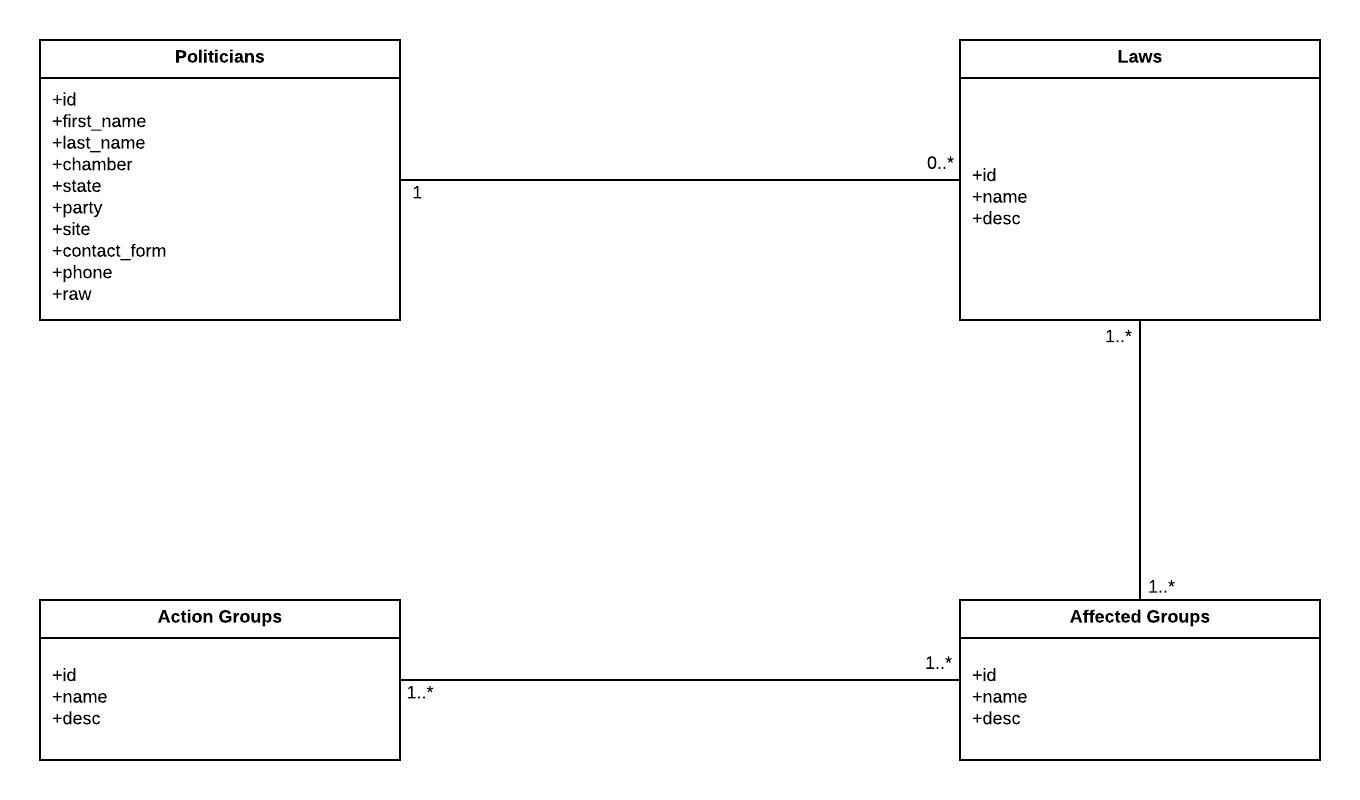 Politicians
+id
+first_name
+last_name
+chamber
+state
+party
+site
+contact_form
+phone
+raw
1
0..*
Laws
+id
+name
+desc
1..*
1..*
Action Groups
+id
+name
+desc
1..*
1..*
Affected Groups
+id
+name
+desc